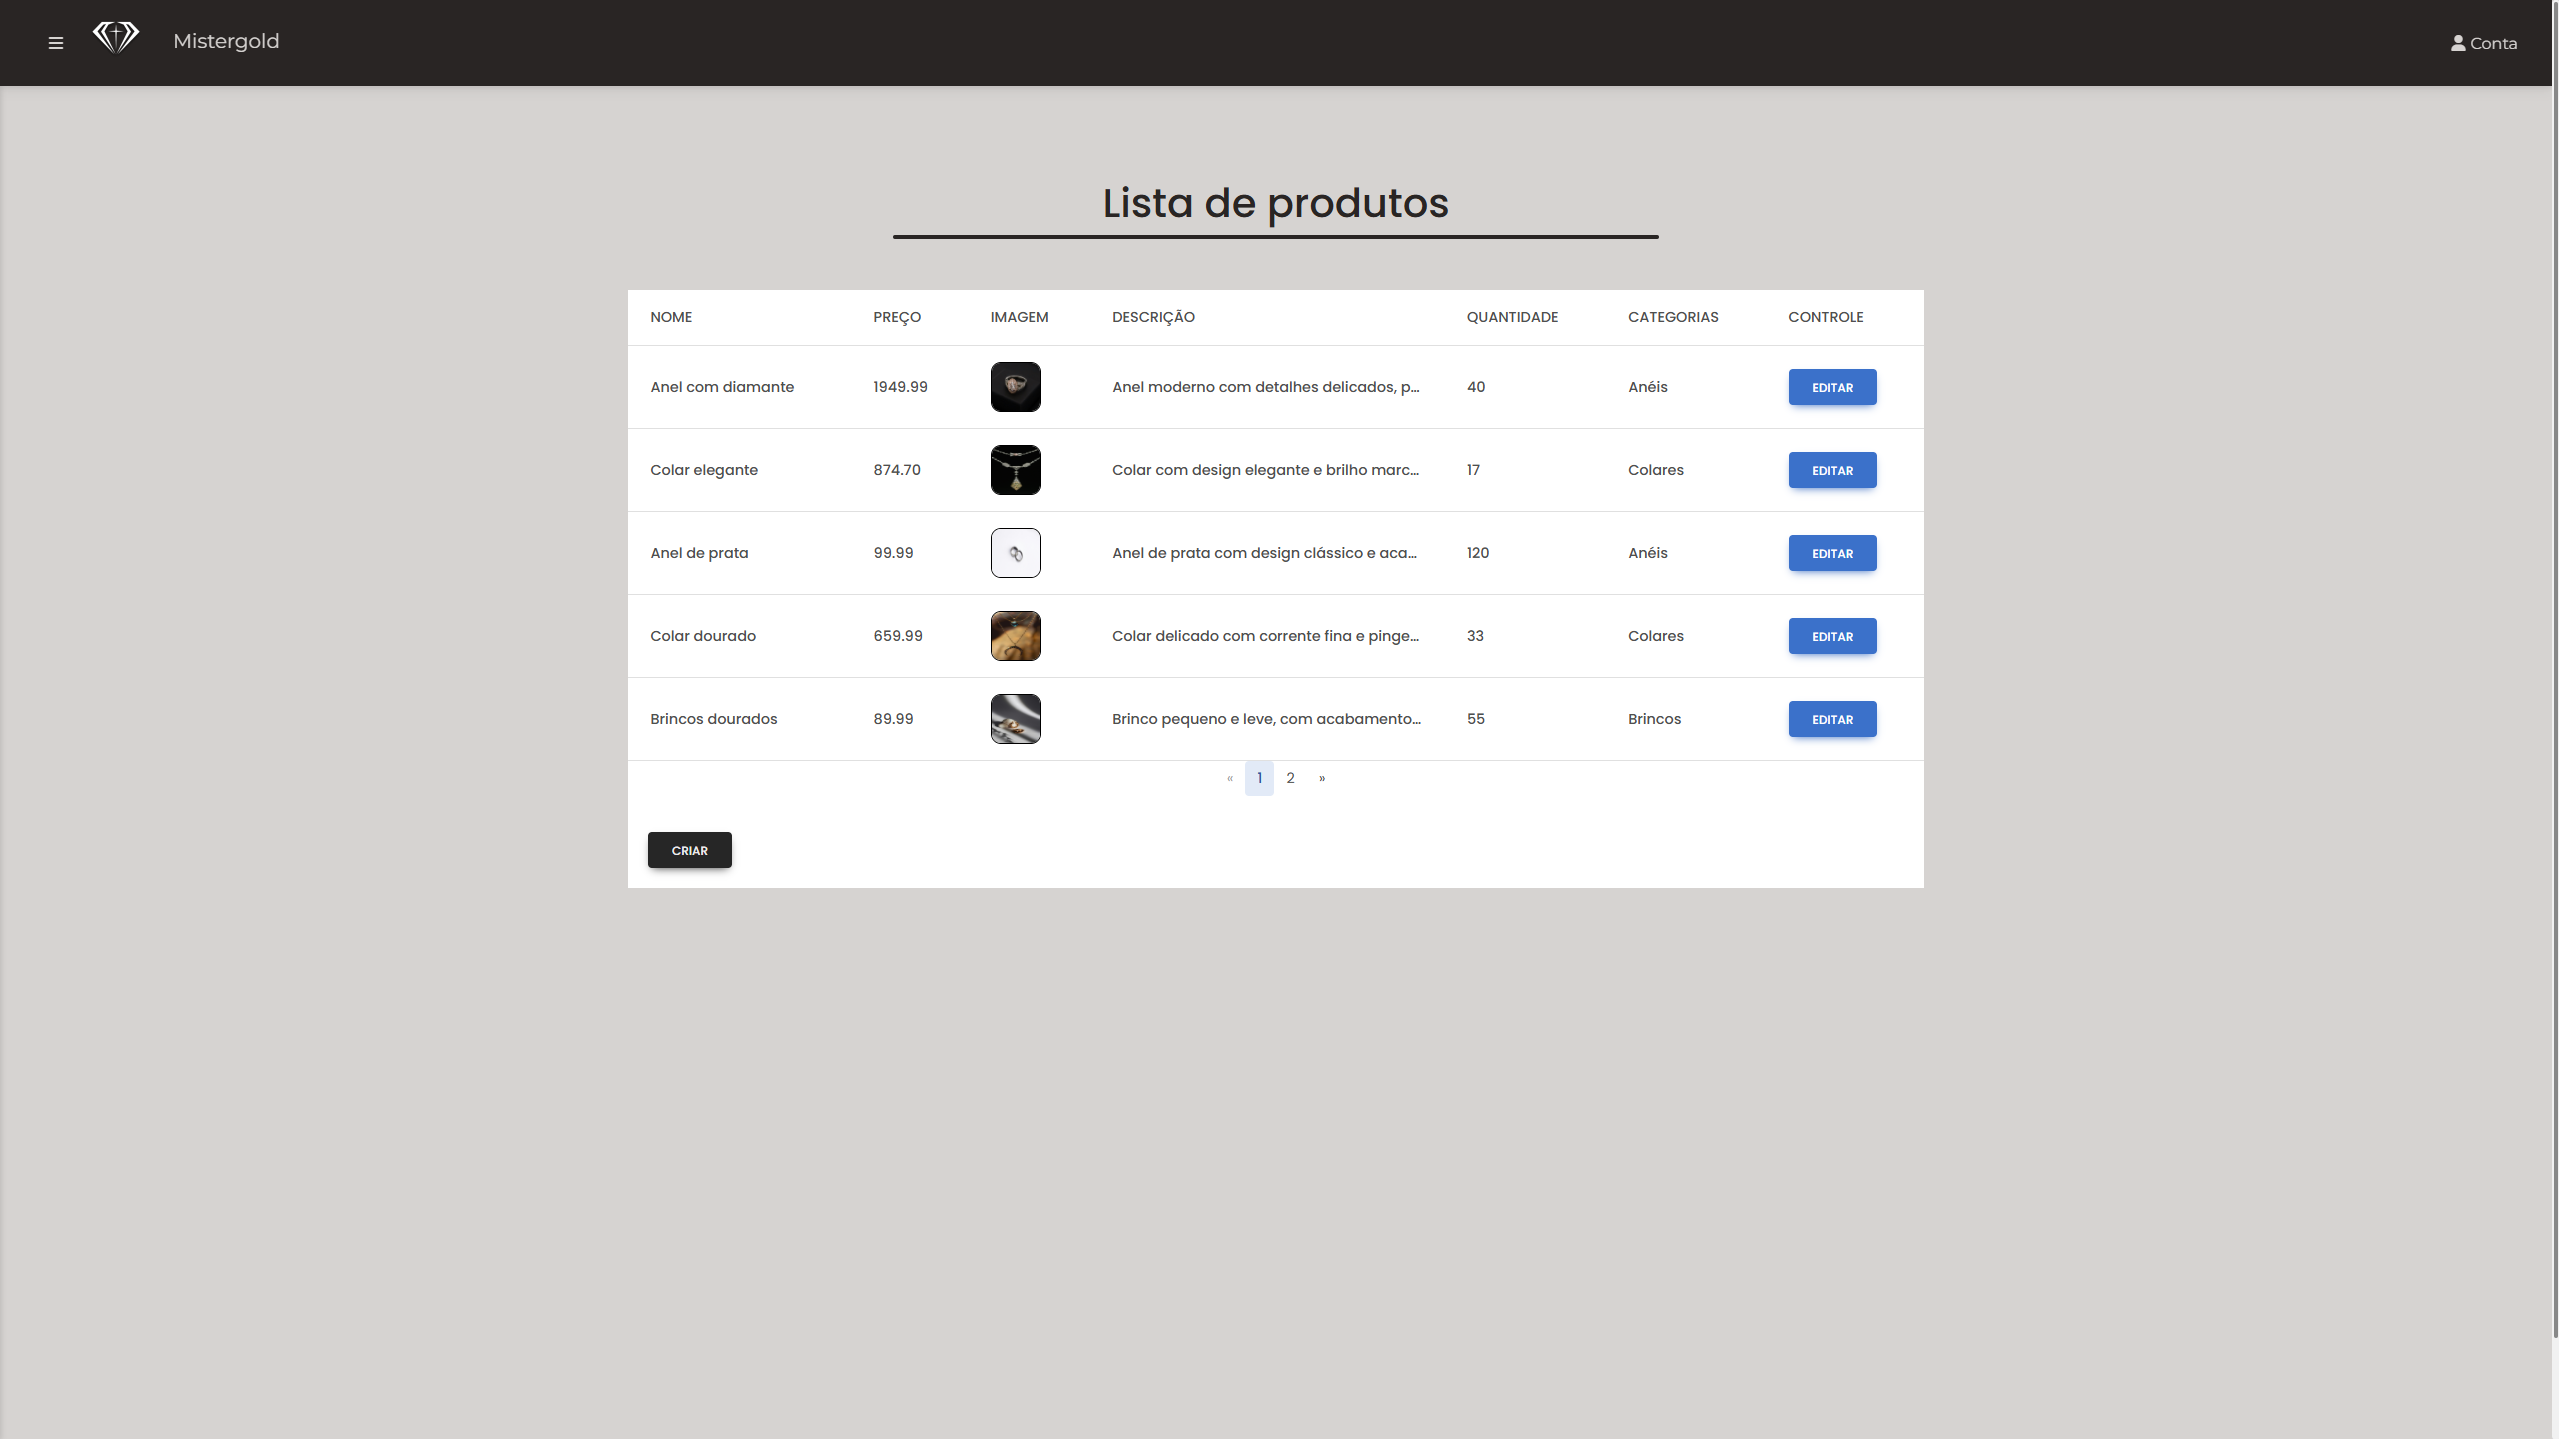 Mistergold
Conta
Lista de produtos
NOME PREÇO IMAGEM DESCRIÇÃO QUANTIDADE CATEGORIAS CONTROLE
Anel com diamante 1949.99 Anel moderno com detalhes delicados, p... 40 Anéis EDITAR
Colar elegante 874.70 Colar com design elegante e brilho marc... 17 Colares EDITAR
Anel de prata 99.99 Anel de prata com design clássico e aca... 120 Anéis EDITAR
Colar dourado 659.99 Colar delicado com corrente fina e pinge... 33 Colares EDITAR
Brincos dourados 89.99 Brinco pequeno e leve, com acabamento... 55 Brincos EDITAR
« 1 2 »
CRIAR